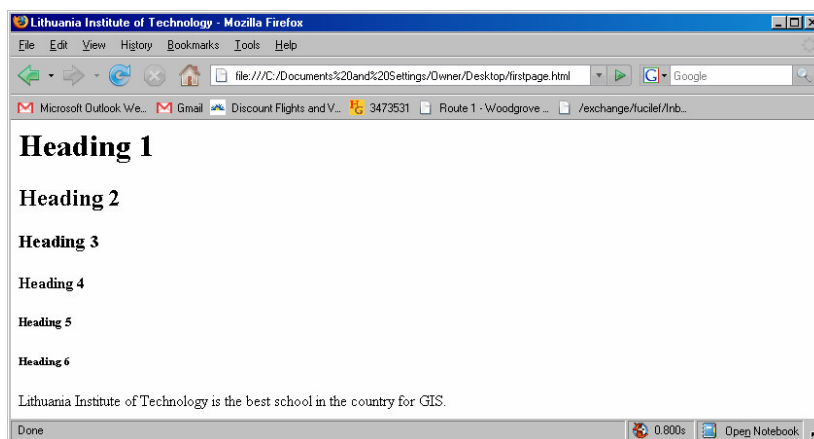 Lithuania Institute of Technology - Mozilla Firefox
File Edit View History Bookmarks Tools Help
file:///C:/Documents%20and%20Settings/Owner/Desktop/firstpage.html G Google
Microsoft Outlook We... Gmail Discount Flights and V... HG 3473531 Route 1 - Woodgrove ... /exchange/fucilef/Inb...
Heading 1
Heading 2
Heading 3
Heading 4
Heading 5
Heading 6
Lithuania Institute of Technology is the best school in the country for GIS.
Done 0.800s Open Notebook